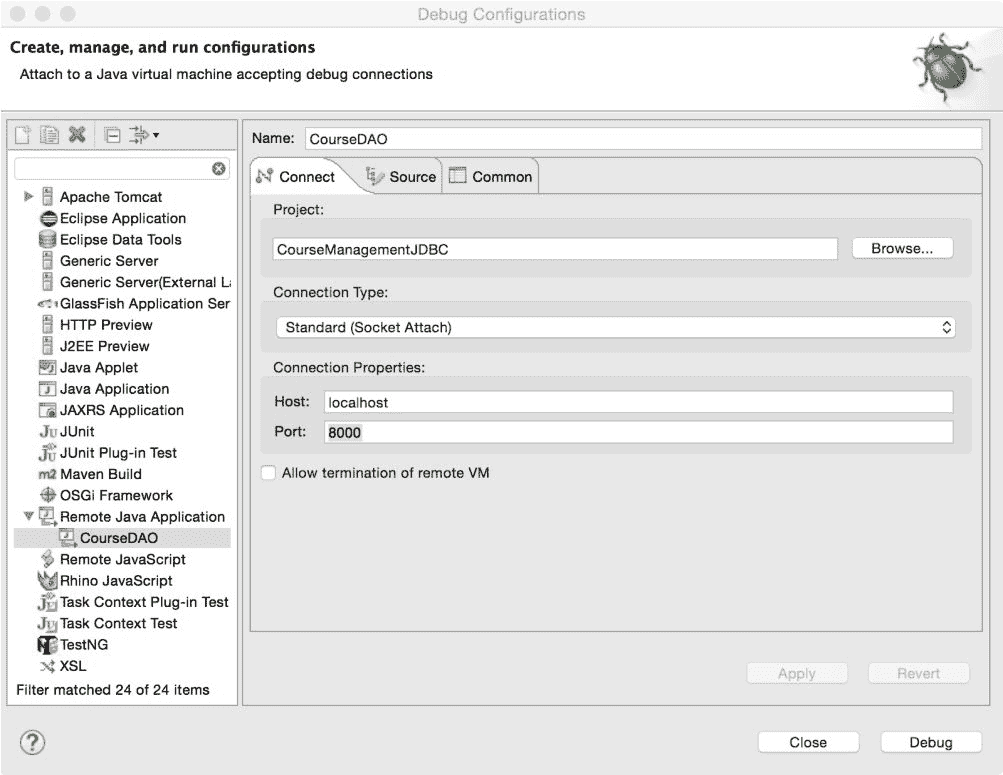 Debug Configurations
Create, manage, and run configurations
Attach to a Java virtual machine accepting debug connections
Name: CourseDAO
Connect Source Common
Apache Tomcat
Eclipse Application
Eclipse Data Tools
Generic Server
Generic Server(External La
GlassFish Application Ser
HTTP Preview
J2EE Preview
Java Applet
Java Application
JAXRS Application
JUnit
JUnit Plug-in Test
Maven Build
OSGi Framework
Remote Java Application
CourseDAO
Remote JavaScript
Rhino JavaScript
Task Context Plug-in Test
Task Context Test
TestNG
XSL
Filter matched 24 of 24 items
Project:
CourseManagementJDBC Browse...
Connection Type:
Standard (Socket Attach)
Connection Properties:
Host: localhost
Port: 8000
Allow termination of remote VM
Apply Revert
? Close Debug